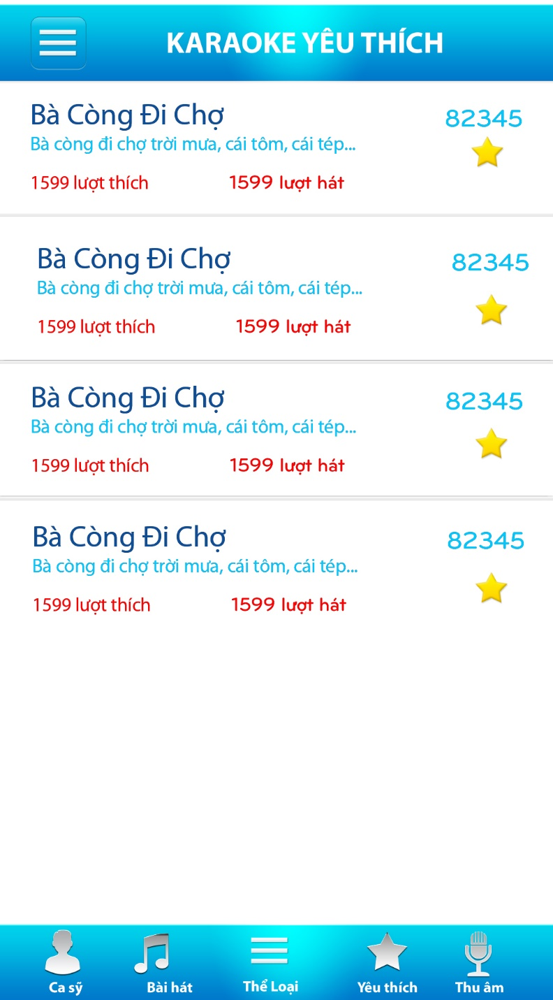 KARAOKE YÊU THÍCH
Bà Còng Đi Chợ
82345
Bà còng đi chợ trời mưa, cái tôm, cái tép...
1599 lượt thích
1599 lượt hát
Bà Còng Đi Chợ
82345
Bà còng đi chợ trời mưa, cái tôm, cái tép...
1599 lượt thích
1599 lượt hát
Bà Còng Đi Chợ
82345
Bà còng đi chợ trời mưa, cái tôm, cái tép...
1599 lượt thích
1599 lượt hát
Bà Còng Đi Chợ
82345
Bà còng đi chợ trời mưa, cái tôm, cái tép...
1599 lượt thích
1599 lượt hát
Ca sỹ
Bài hát
Thể Loại
Yêu thích
Thu âm